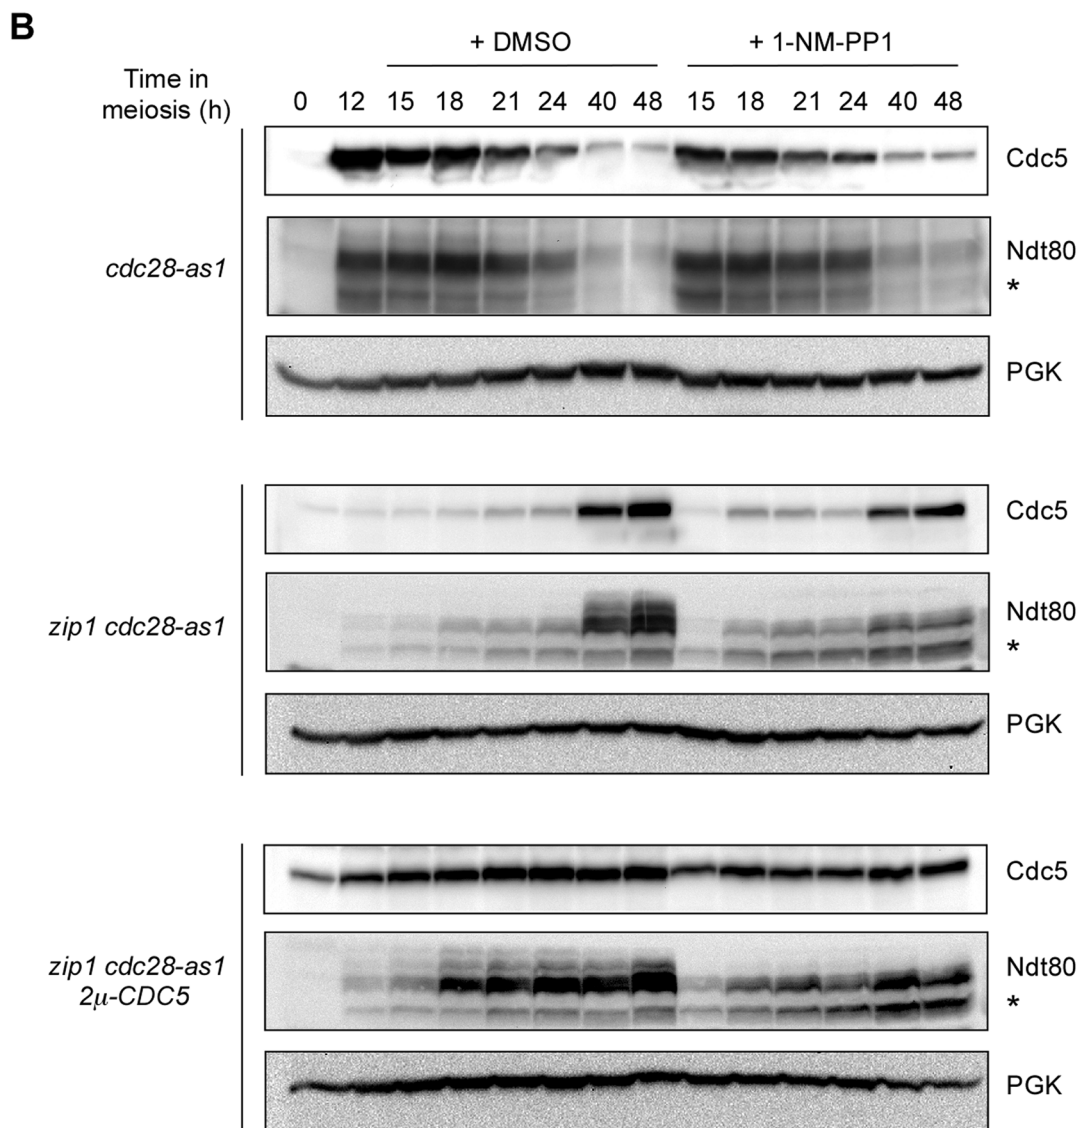 B
+ DMSO + 1-NM-PP1
Time in
meiosis (h) 0 12 15 18 21 24 40 48 15 18 21 24 40 48
Cdc5
cdc28-as1
Ndt80
*
PGK
Cdc5
zip1 cdc28-as1
Ndt80
*
PGK
Cdc5
zip1 cdc28-as1
2μ-CDC5
Ndt80
*
PGK